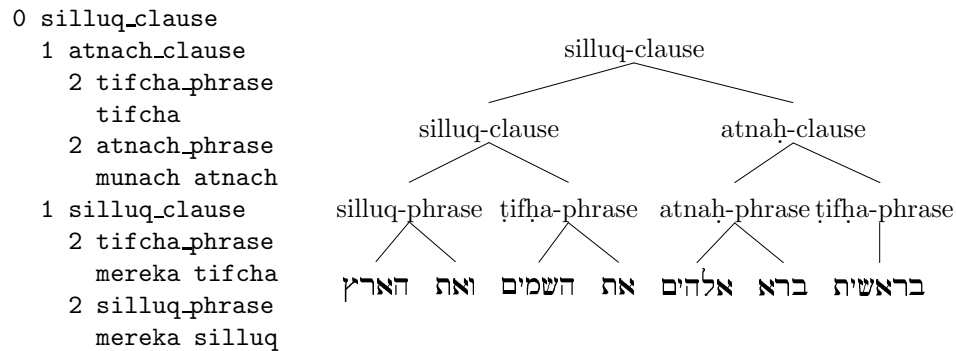 0 silluq_clause
1 atnach_clause
2 tifcha_phrase
tifcha
2 atnach_phrase
munach atnach
1 silluq_clause
2 tifcha_phrase
mereka tifcha
2 silluq_phrase
mereka silluq
silluq-clause
silluq-clause atnaḥ-clause
silluq-phrase ṭifḥa-phrase atnaḥ-phrase ṭifḥa-phrase
בראשית ברא אלהים את השמים ואת הארץ